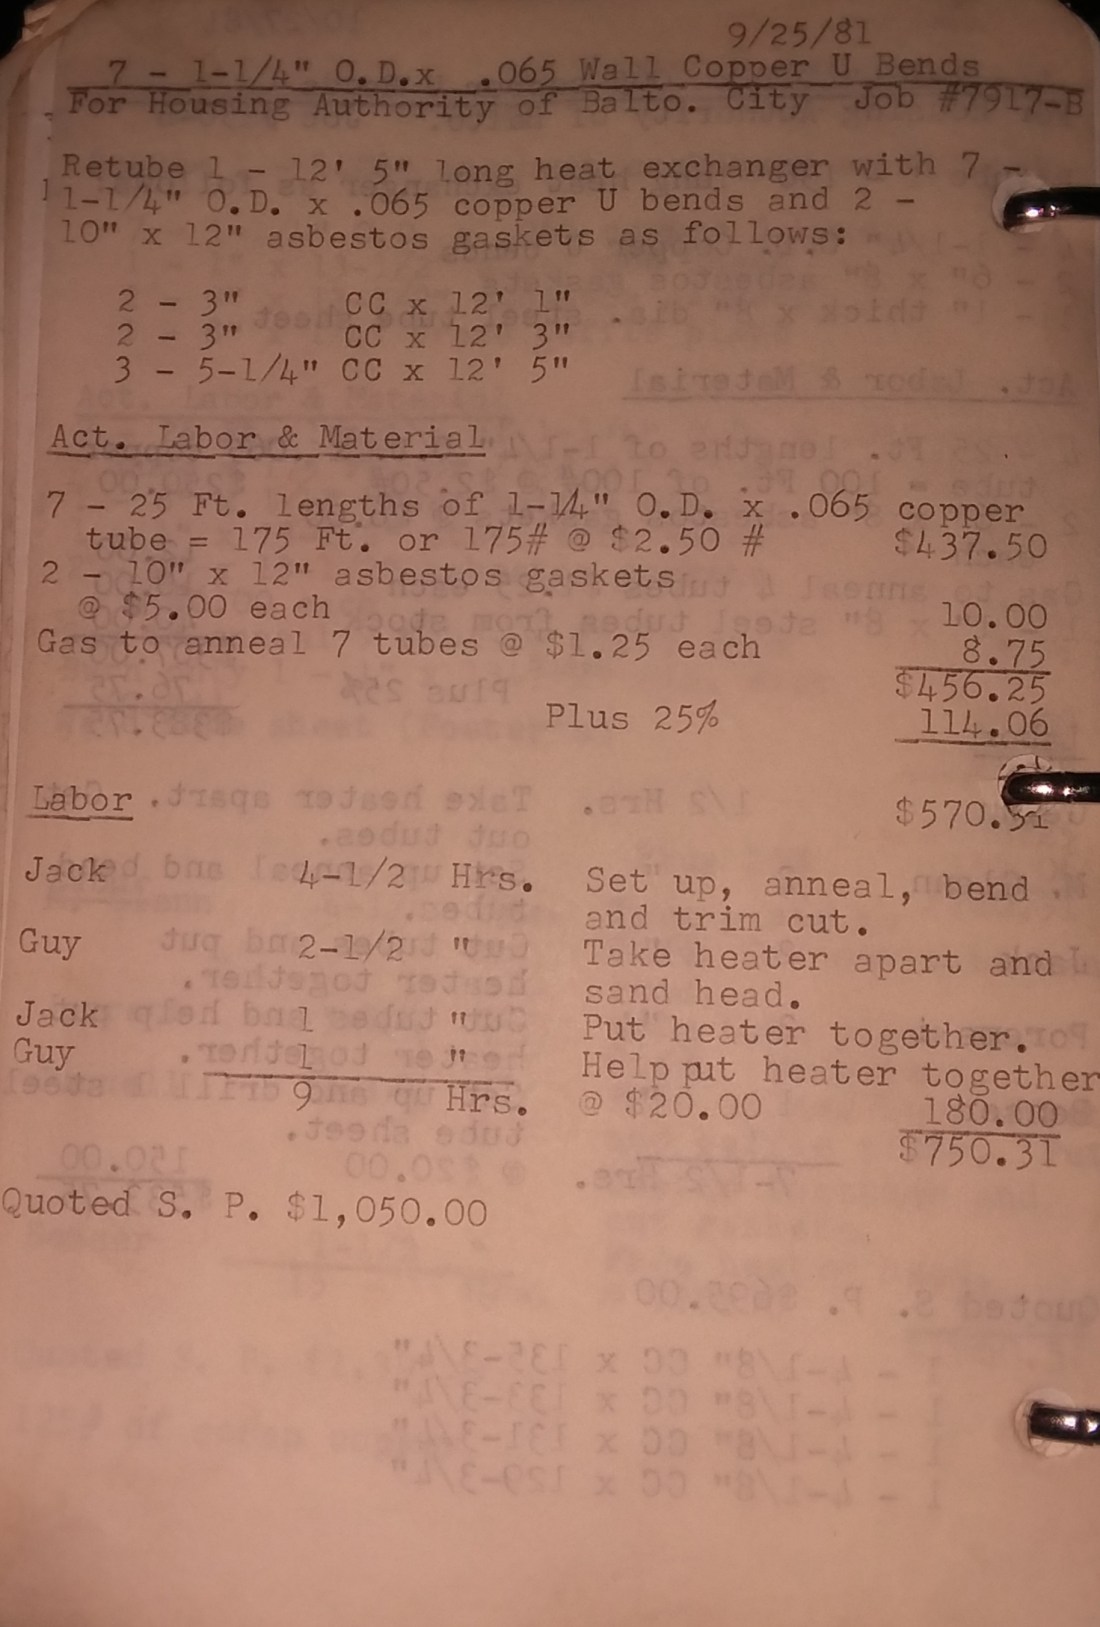 9/25/81
7 - 1-1/4" O.D.x .065 Wall Copper U Bends
For Housing Authority of Balto. City Job #7917-B
Retube 1 - 12' 5" long heat exchanger with 7 -
1-1/4" O.D. x .065 copper U bends and 2 -
10" x 12" asbestos gaskets as follows:
2 - 3" CC x 12' 1"
2 - 3" CC x 12' 3"
3 - 5-1/4" CC x 12' 5"
Act. Labor & Material
7 - 25 Ft. lengths of 1-1/4" O.D. x .065 copper
tube = 175 Ft. or 175# @ $2.50 # $437.50
2 - 10" x 12" asbestos gaskets
@ $5.00 each 10.00
Gas to anneal 7 tubes @ $1.25 each 8.75
$456.25
Plus 25% 114.06
Labor $570.31
Jack 4-1/2 Hrs. Set up, anneal, bend
and trim cut.
Guy 2-1/2 " Take heater apart and
sand head.
Jack 1 " Put heater together.
Guy 1 " Help put heater together
9 Hrs. @ $20.00 180.00
$750.31
Quoted S. P. $1,050.00